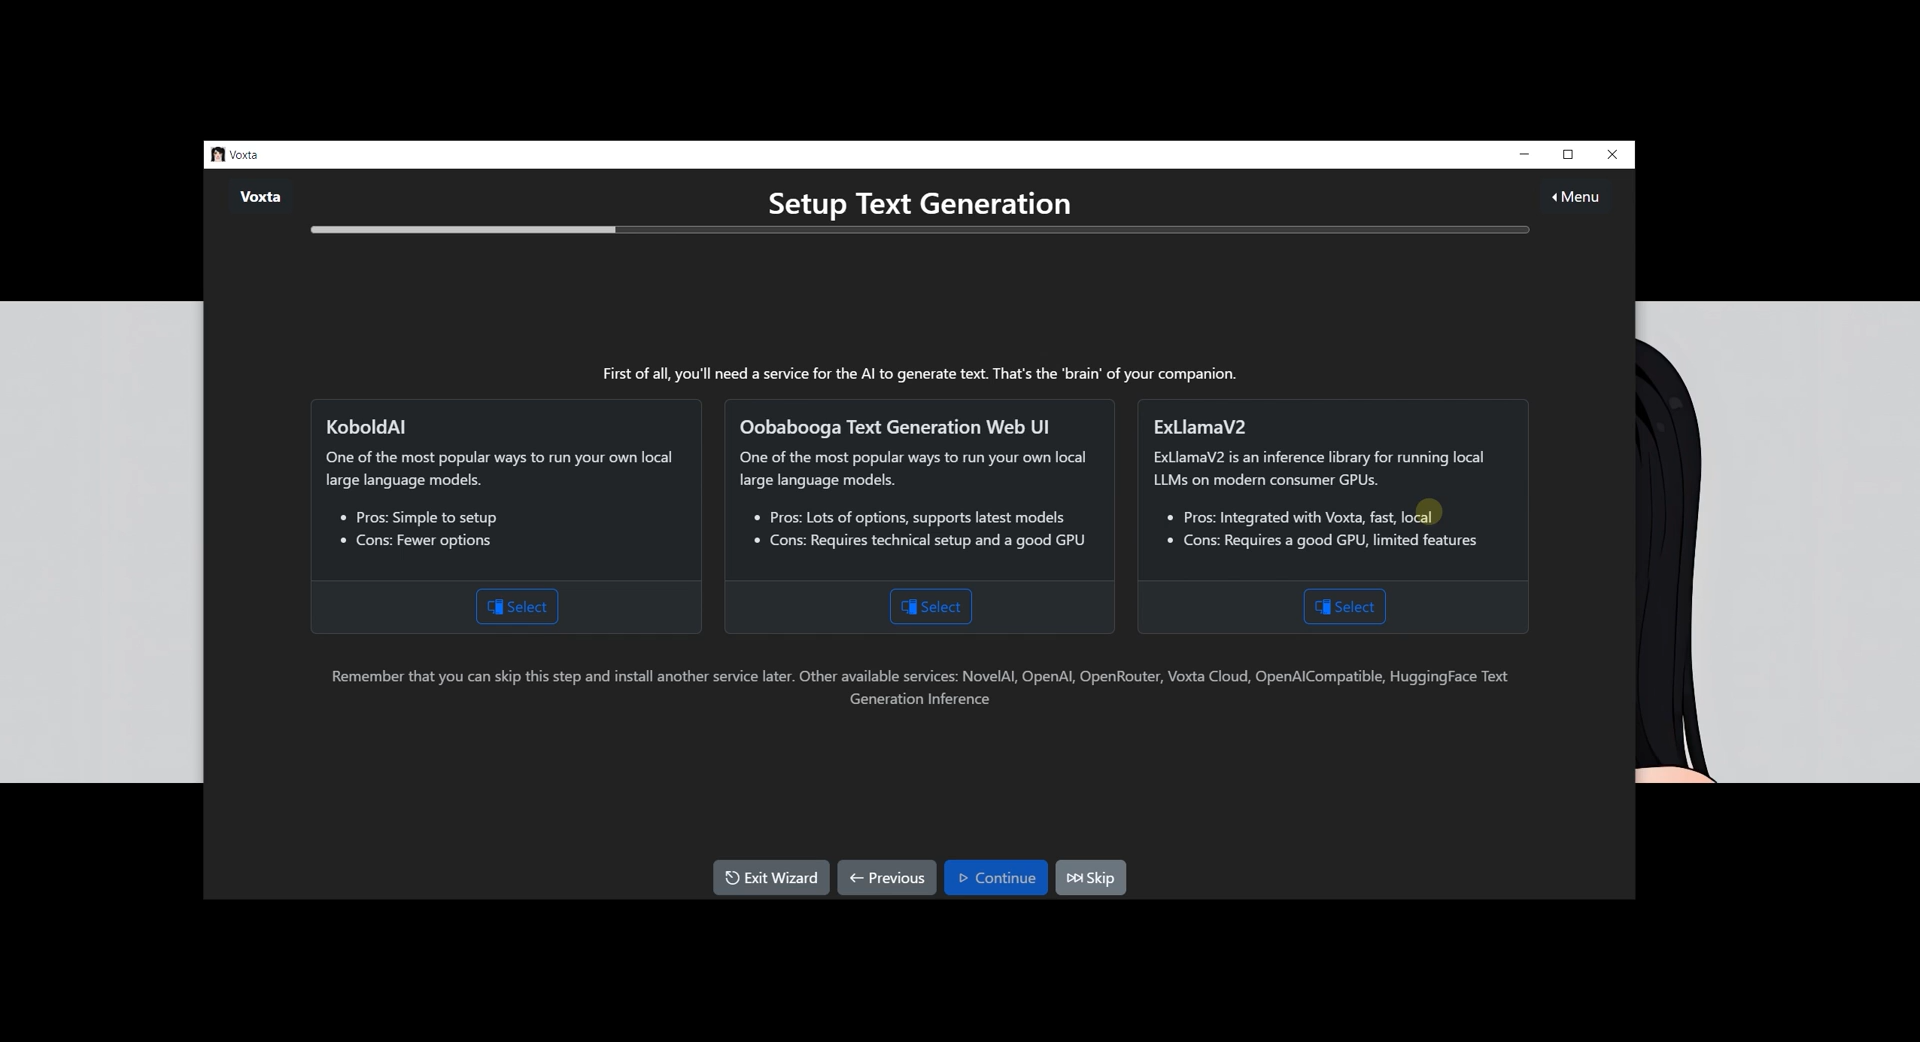 Voxta
Voxta
Setup Text Generation
Menu
First of all, you'll need a service for the AI to generate text. That's the 'brain' of your companion.
KoboldAI
One of the most popular ways to run your own local
large language models.
• Pros: Simple to setup
• Cons: Fewer options
Select
Oobabooga Text Generation Web UI
One of the most popular ways to run your own local
large language models.
• Pros: Lots of options, supports latest models
• Cons: Requires technical setup and a good GPU
Select
ExLlamaV2
ExLlamaV2 is an inference library for running local
LLMs on modern consumer GPUs.
• Pros: Integrated with Voxta, fast, local
• Cons: Requires a good GPU, limited features
Select
Remember that you can skip this step and install another service later. Other available services: NovelAI, OpenAI, OpenRouter, Voxta Cloud, OpenAICompatible, HuggingFace Text
Generation Inference
Exit Wizard
Previous
Continue
Skip